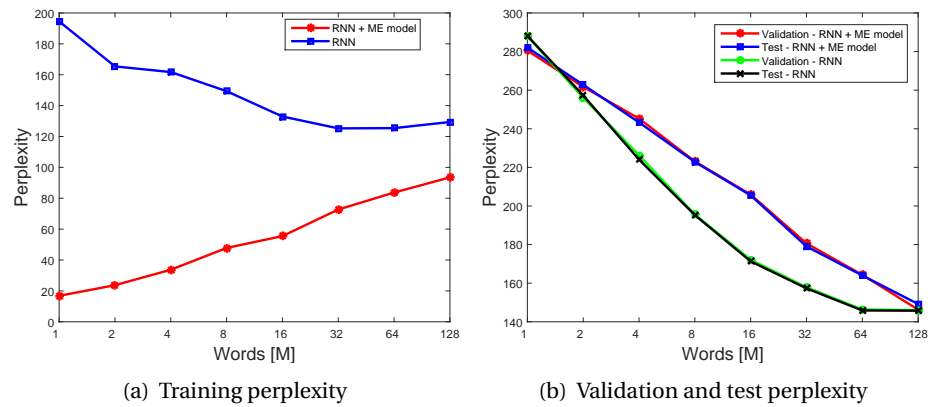 RNN + ME model
RNN
200
180
160
140
120
100
80
60
40
20
0
Perplexity
1 2 4 8 16 32 64 128
Words [M]
(a) Training perplexity
Validation - RNN + ME model
Test - RNN + ME model
Validation - RNN
Test - RNN
300
280
260
240
220
200
180
160
140
Perplexity
1 2 4 8 16 32 64 128
Words [M]
(b) Validation and test perplexity